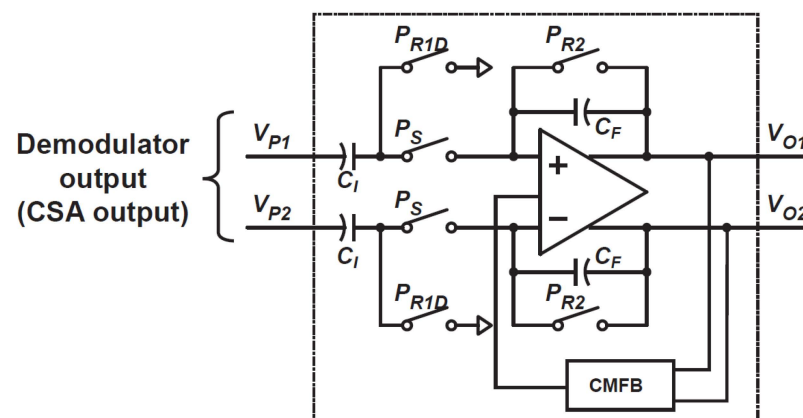 P_R1D
P_R2
C_F
Demodulator
output
(CSA output)
V_P1
C_I
P_S
+
V_O1
V_P2
C_I
P_S
−
V_O2
C_F
P_R1D
P_R2
CMFB